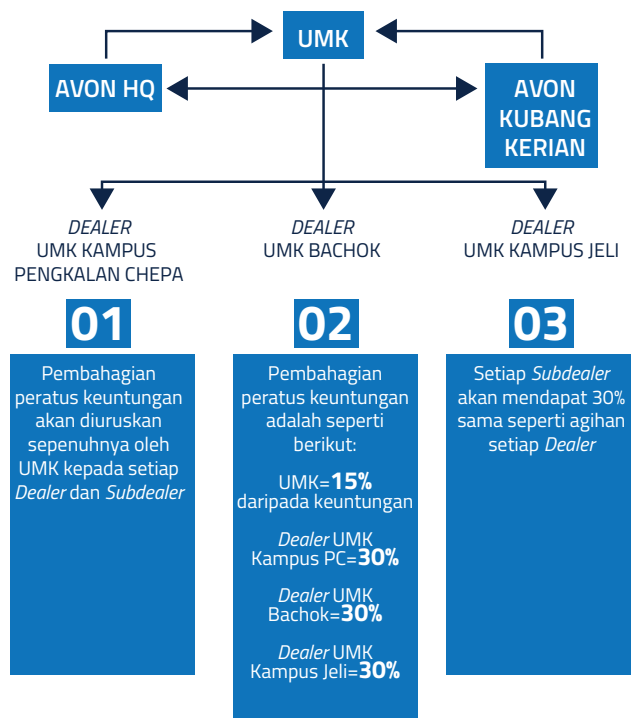 UMK
AVON HQ
AVON
KUBANG
KERIAN
DEALER
UMK KAMPUS
PENGKALAN CHEPA
DEALER
UMK BACHOK
DEALER
UMK KAMPUS JELI
01
Pembahagian
peratus keuntungan
akan diuruskan
sepenuhnya oleh
UMK kepada setiap
Dealer dan Subdealer
02
Pembahagian
peratus keuntungan
adalah seperti
berikut:
UMK=15%
daripada keuntungan
Dealer UMK
Kampus PC=30%
Dealer UMK
Bachok=30%
Dealer UMK
Kampus Jeli=30%
03
Setiap Subdealer
akan mendapat 30%
sama seperti agihan
setiap Dealer